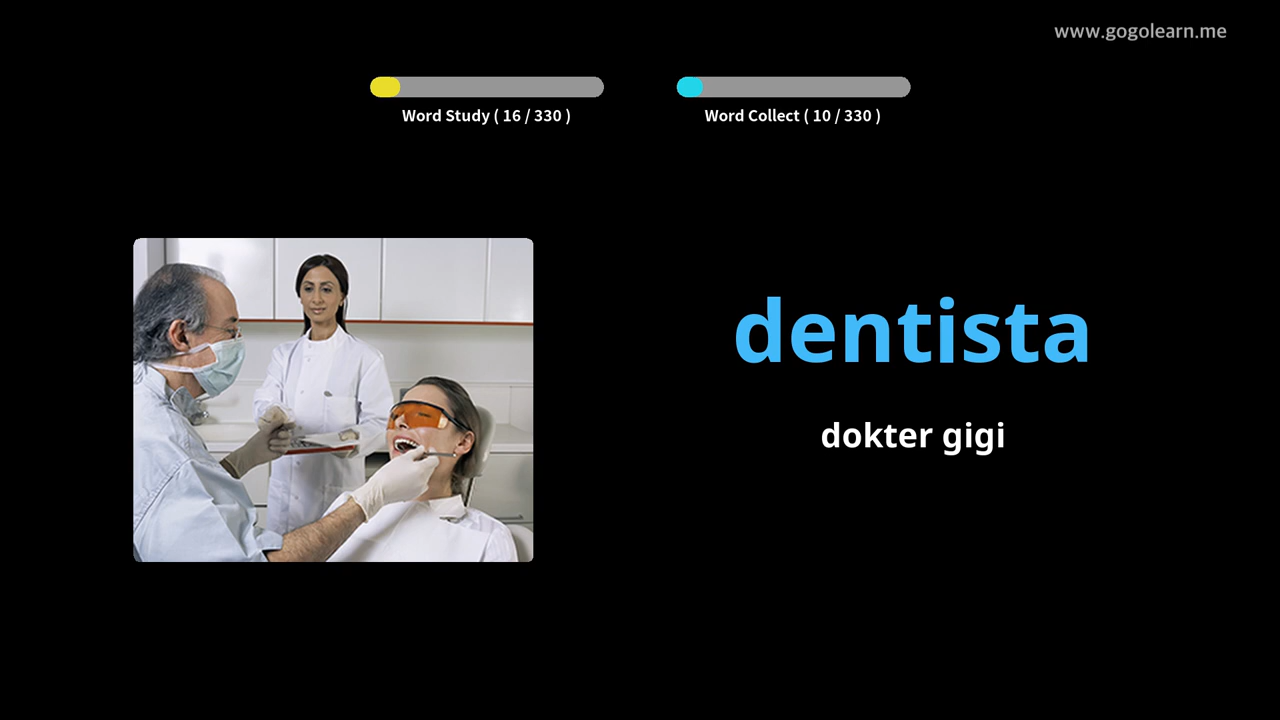 www.gogolearn.me
Word Study ( 16 / 330 )
Word Collect ( 10 / 330 )
dentista
dokter gigi